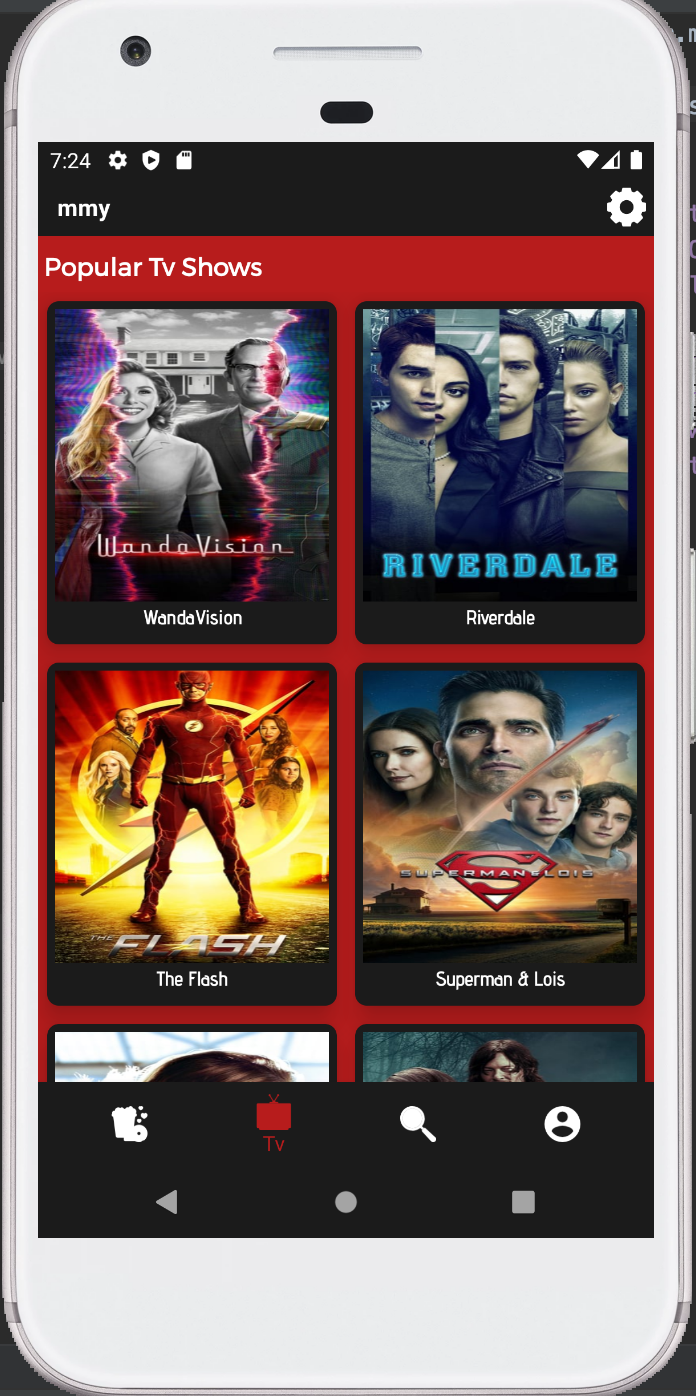 7:24
mmy
Popular Tv Shows
WandaVision
RIVERDALE
WandaVision
Riverdale
THE FLASH
SUPERMAN & LOIS
The Flash
Superman & Lois
Tv